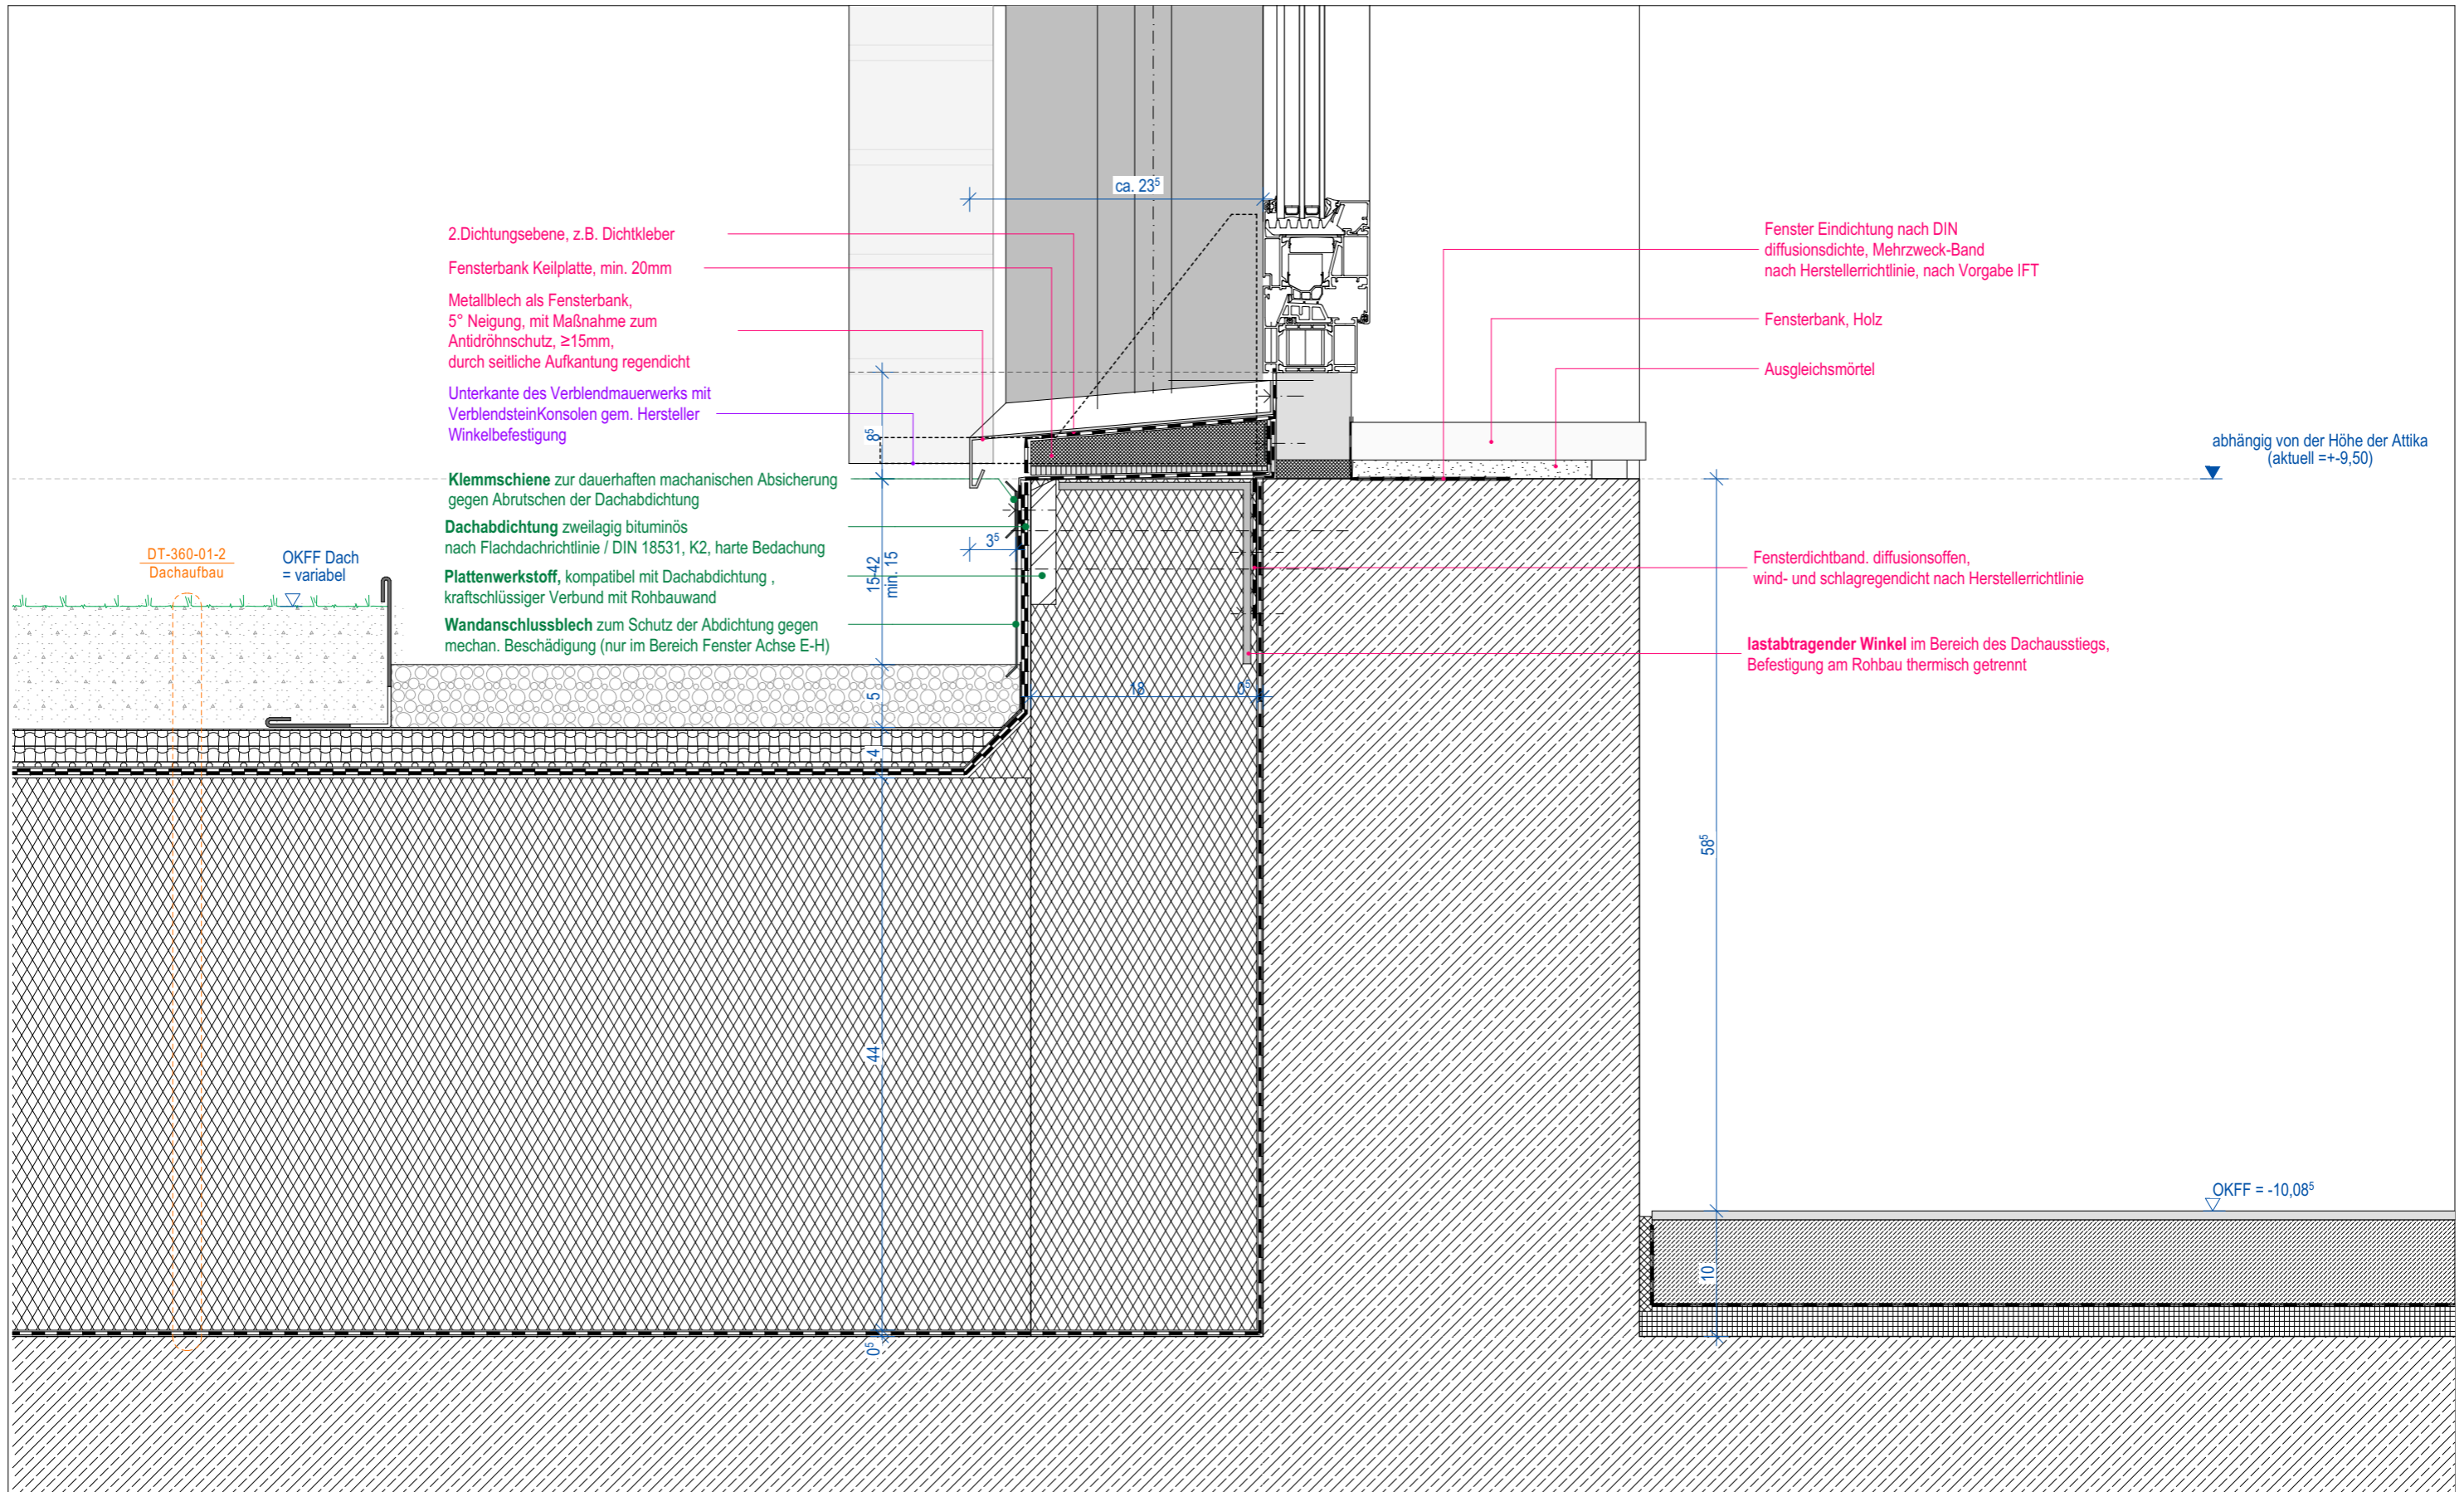 ca. 23⁵
2.Dichtungsebene, z.B. Dichtkleber
Fensterbank Keilplatte, min. 20mm
Metallblech als Fensterbank,
5° Neigung, mit Maßnahme zum
Antidröhnschutz, ≥15mm,
durch seitliche Aufkantung regendicht
Unterkante des Verblendmauerwerks mit
VerblendsteinKonsolen gem. Hersteller
Winkelbefestigung
8⁵
Klemmschiene zur dauerhaften machanischen Absicherung
gegen Abrutschen der Dachabdichtung
Dachabdichtung zweilagig bituminös
nach Flachdachrichtlinie / DIN 18531, K2, harte Bedachung
Plattenwerkstoff, kompatibel mit Dachabdichtung ,
kraftschlüssiger Verbund mit Rohbauwand
Wandanschlussblech zum Schutz der Abdichtung gegen
mechan. Beschädigung (nur im Bereich Fenster Achse E-H)
DT-360-01-2
Dachaufbau
OKFF Dach
= variabel
3⁵
15-42
min. 15
5
4
18
0⁵
44
0⁵
Fenster Eindichtung nach DIN
diffusionsdichte, Mehrzweck-Band
nach Herstellerrichtlinie, nach Vorgabe IFT
Fensterbank, Holz
Ausgleichsmörtel
abhängig von der Höhe der Attika
(aktuell =+-9,50)
Fensterdichtband. diffusionsoffen,
wind- und schlagregendicht nach Herstellerrichtlinie
lastabtragender Winkel im Bereich des Dachausstiegs,
Befestigung am Rohbau thermisch getrennt
58⁵
OKFF = -10,08⁵
10